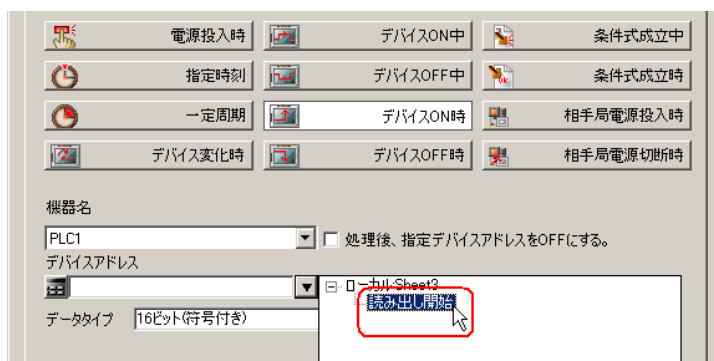 電源投入時
デバイスON中
条件式成立中
指定時刻
デバイスOFF中
条件式成立時
一定周期
デバイスON時
相手局電源投入時
デバイス変化時
デバイスOFF時
相手局電源切断時
機器名
PLC1
処理後、指定デバイスアドレスをOFFにする。
デバイスアドレス
ローカル:Sheet3
読み出し開始
データタイプ 16ビット(符号付き)